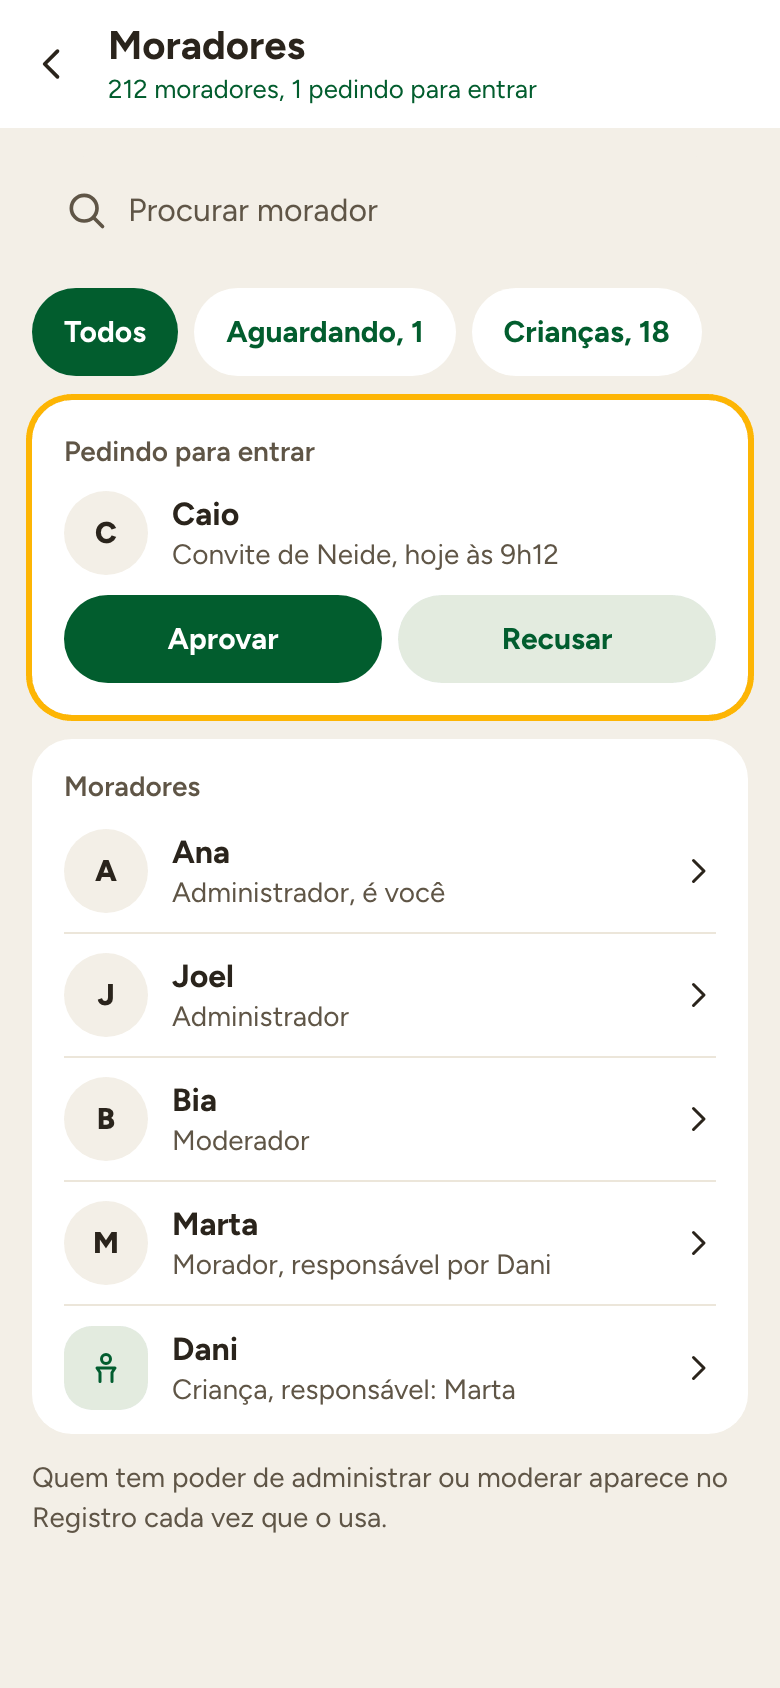 Moradores
212 moradores, 1 pedindo para entrar
Procurar morador
Todos
Aguardando, 1
Crianças, 18
Pedindo para entrar
C
Caio
Convite de Neide, hoje às 9h12
Aprovar
Recusar
Moradores
A
Ana
Administrador, é você
J
Joel
Administrador
B
Bia
Moderador
M
Marta
Morador, responsável por Dani
Dani
Criança, responsável: Marta
Quem tem poder de administrar ou moderar aparece no
Registro cada vez que o usa.